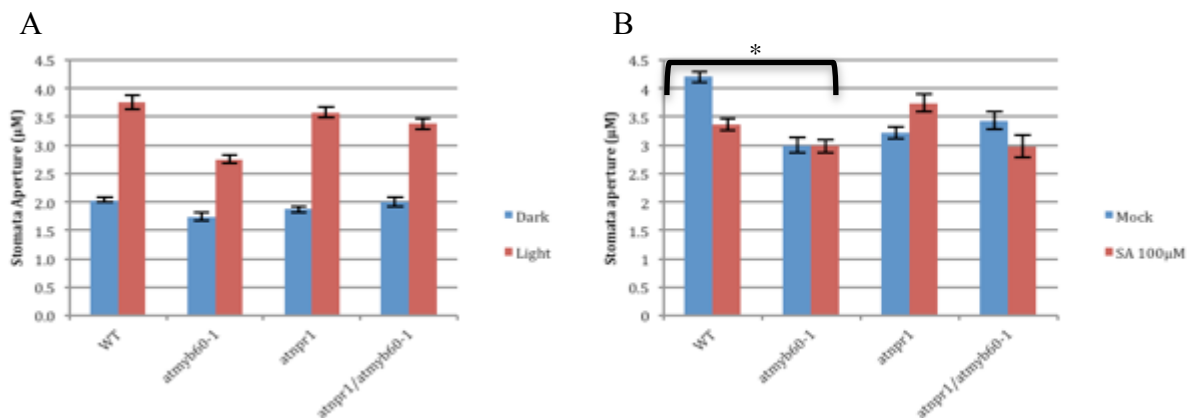 A
Stomata Aperture (μM)
4.5
4.0
3.5
3.0
2.5
2.0
1.5
1.0
0.5
0.0
WT
atmyb60-1
atnpr1
atnpr1/atmyb60-1
Dark
Light
B
*
Stomata aperture (μM)
4.5
4
3.5
3
2.5
2
1.5
1
0.5
0
WT
atmyb60-1
atnpr1
atnpr1/atmyb60-1
Mock
SA 100μM